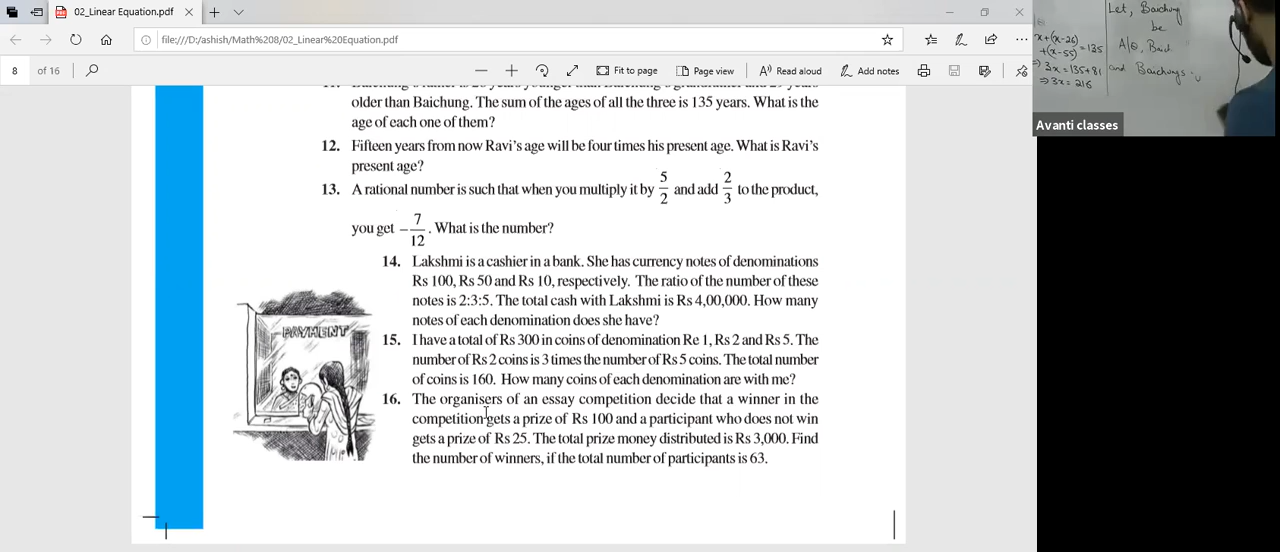 02_Linear Equation.pdf
file:///D:/ashish/Math%208/02_Linear%20Equation.pdf
8 of 16
Fit to page
Page view
Read aloud
Add notes
older than Baichung. The sum of the ages of all the three is 135 years. What is the
age of each one of them?
12. Fifteen years from now Ravi's age will be four times his present age. What is Ravi's
present age?
13. A rational number is such that when you multiply it by 5/2 and add 2/3 to the product,
you get −7/12. What is the number?
14. Lakshmi is a cashier in a bank. She has currency notes of denominations
Rs 100, Rs 50 and Rs 10, respectively. The ratio of the number of these
notes is 2:3:5. The total cash with Lakshmi is Rs 4,00,000. How many
notes of each denomination does she have?
PAYMENT
15. I have a total of Rs 300 in coins of denomination Re 1, Rs 2 and Rs 5. The
number of Rs 2 coins is 3 times the number of Rs 5 coins. The total number
of coins is 160. How many coins of each denomination are with me?
16. The organisers of an essay competition decide that a winner in the
competition gets a prize of Rs 100 and a participant who does not win
gets a prize of Rs 25. The total prize money distributed is Rs 3,000. Find
the number of winners, if the total number of participants is 63.
x+(x-26)
+(x-55)=135
⇒ 3x=135+81
⇒ 3x=216
Let, Baichung
be
A/Q, Baich
and Baichung's
Avanti classes